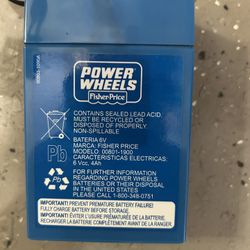 POWER
WHEELS
Fisher-Price
CONTAINS SEALED LEAD ACID.
MUST BE RECYCLED OR
DISPOSED OF PROPERLY.
NON-SPILLABLE
BATERIA 6V
MARCA: FISHER PRICE
MODELO: 00801-1900
CARACTERISTICAS ELECTRICAS
6 Vcc, 4Ah
Pb
FOR FURTHER INFORMATION
REGARDING POWER WHEELS
BATTERIES AND DISPOSAL
IN THE UNITED STATES
PLEASE CALL 1-800-348-0751
Pb
IMPORTANT! PREVENT PREMATURE BATTERY FAILURE!
FULLY CHARGE BATTERY BEFORE STORAGE.
IMPORTANT! ÉVITER L'USURE PRÉMATURÉE DE LA BATTERIE.
RECHARGER COMPLÈTEMENT LA BATTERIE AVANT DE LA RANGER.